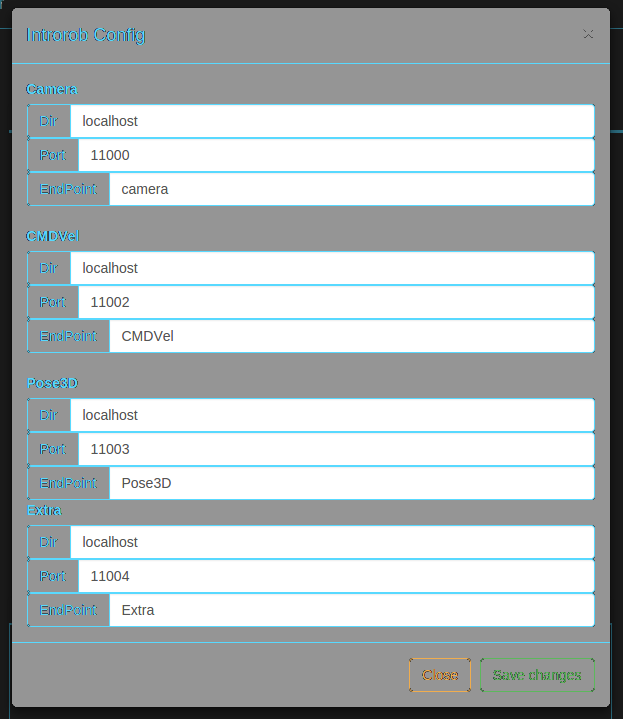 Introrob Config
×
Camera
Dir localhost
Port 11000
EndPoint camera
CMDVel
Dir localhost
Port 11002
EndPoint CMDVel
Pose3D
Dir localhost
Port 11003
EndPoint Pose3D
Extra
Dir localhost
Port 11004
EndPoint Extra
Close Save changes